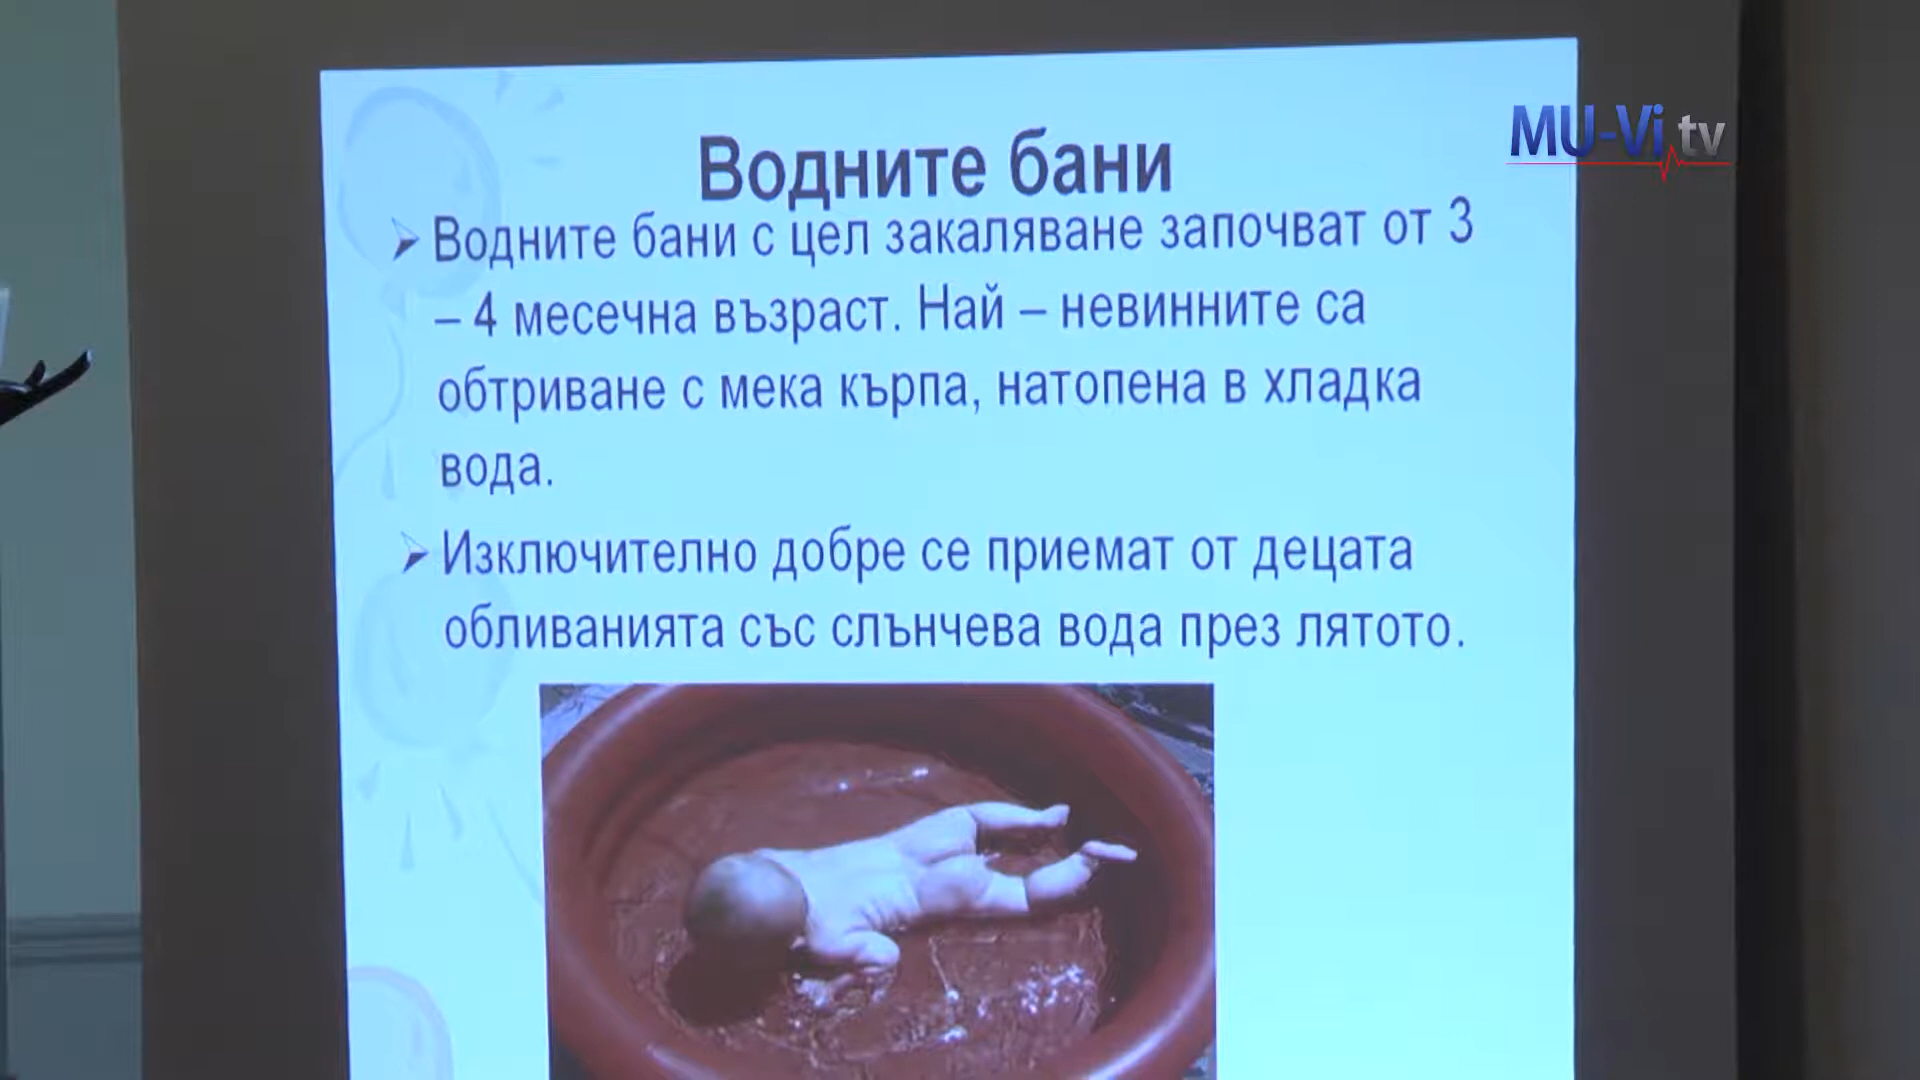 MU-Vi.tv
Водните бани
Водните бани с цел закаляване започват от 3
– 4 месечна възраст. Най – невинните са
обтриване с мека кърпа, натопена в хладка
вода.
Изключително добре се приемат от децата
обливанията със слънчева вода през лятото.